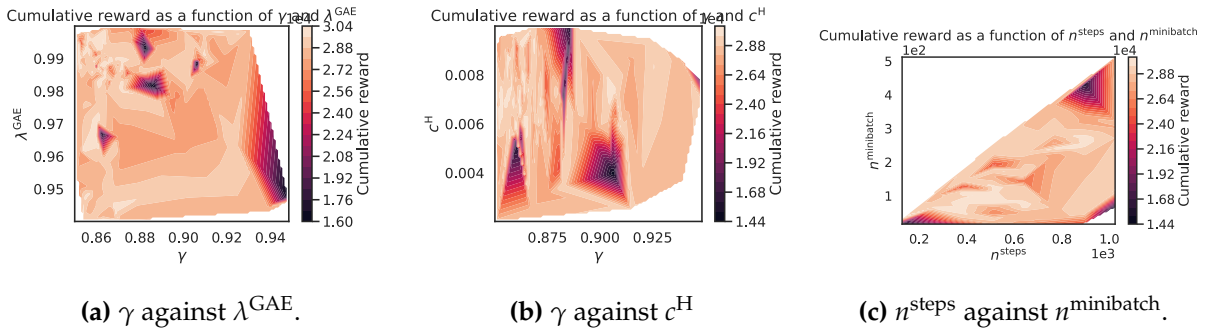 Cumulative reward as a function of γ and λ^GAE
1e4
0.99
0.98
0.97
0.96
0.95
λ^GAE
0.86 0.88 0.90 0.92 0.94
γ
3.04
2.88
2.72
2.56
2.40
2.24
2.08
1.92
1.76
1.60
Cumulative reward
(a) γ against λ^GAE.
Cumulative reward as a function of γ and c^H
1e4
0.008
0.006
0.004
c^H
0.875 0.900 0.925
γ
2.88
2.64
2.40
2.16
1.92
1.68
1.44
Cumulative reward
(b) γ against c^H
Cumulative reward as a function of n^steps and n^minibatch
1e2
1e4
5
4
3
2
1
n^minibatch
0.2 0.4 0.6 0.8 1.0
n^steps
1e3
2.88
2.64
2.40
2.16
1.92
1.68
1.44
Cumulative reward
(c) n^steps against n^minibatch.